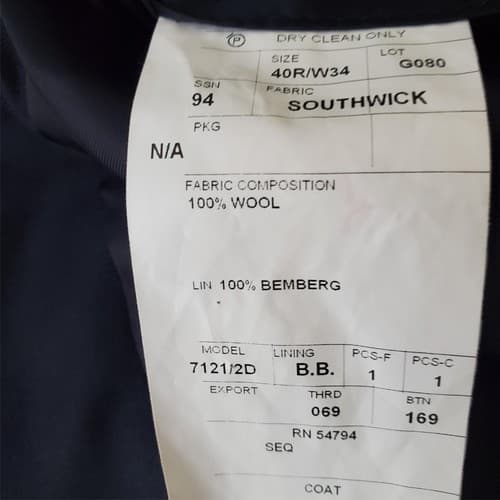 P DRY CLEAN ONLY
SIZE LOT
40R/W34 G080
SSN FABRIC
94 SOUTHWICK
PKG
N/A
FABRIC COMPOSITION
100% WOOL
LIN 100% BEMBERG
MODEL LINING PCS-F PCS-C
7121/2D B.B. 1 1
EXPORT THRD BTN
069 169
RN 54794
SEQ
COAT